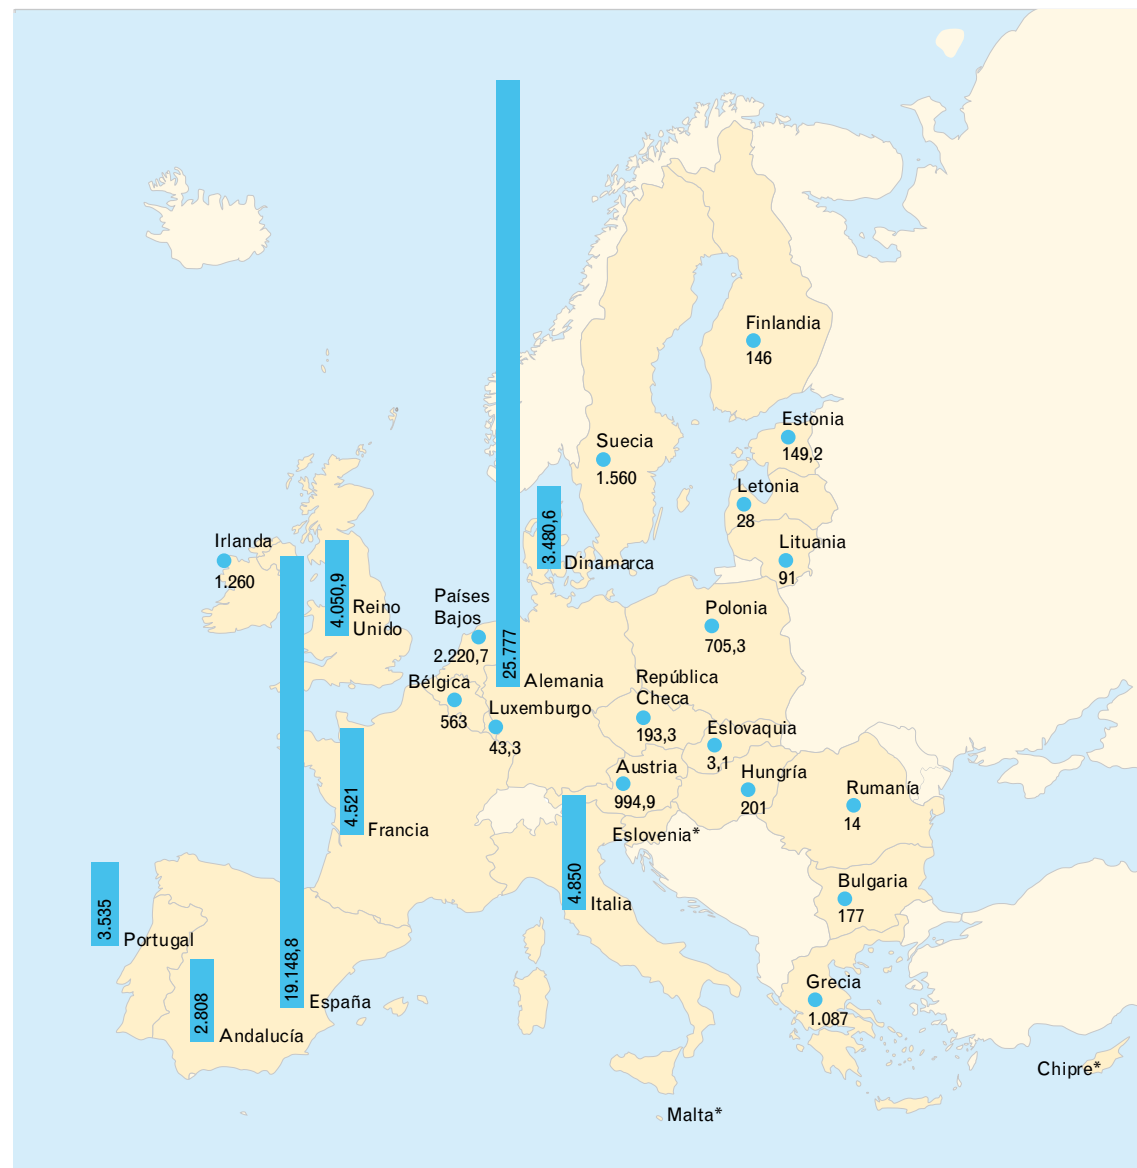 Finlandia
146
Estonia
149,2
Suecia
1.560
Letonia
28
3.480,6
Dinamarca
Lituania
91
Irlanda
1.260
4.050,9
Reino
Unido
Países
Bajos
2.220,7
25.777
Alemania
Polonia
705,3
Bélgica
563
Luxemburgo
43,3
República
Checa
193,3
Eslovaquia
3,1
Austria
994,9
Hungría
201
Rumanía
14
4.521
Francia
Eslovenia*
4.850
Italia
Bulgaria
177
3.535
Portugal
19.148,8
España
2.808
Andalucía
Grecia
1.087
Chipre*
Malta*